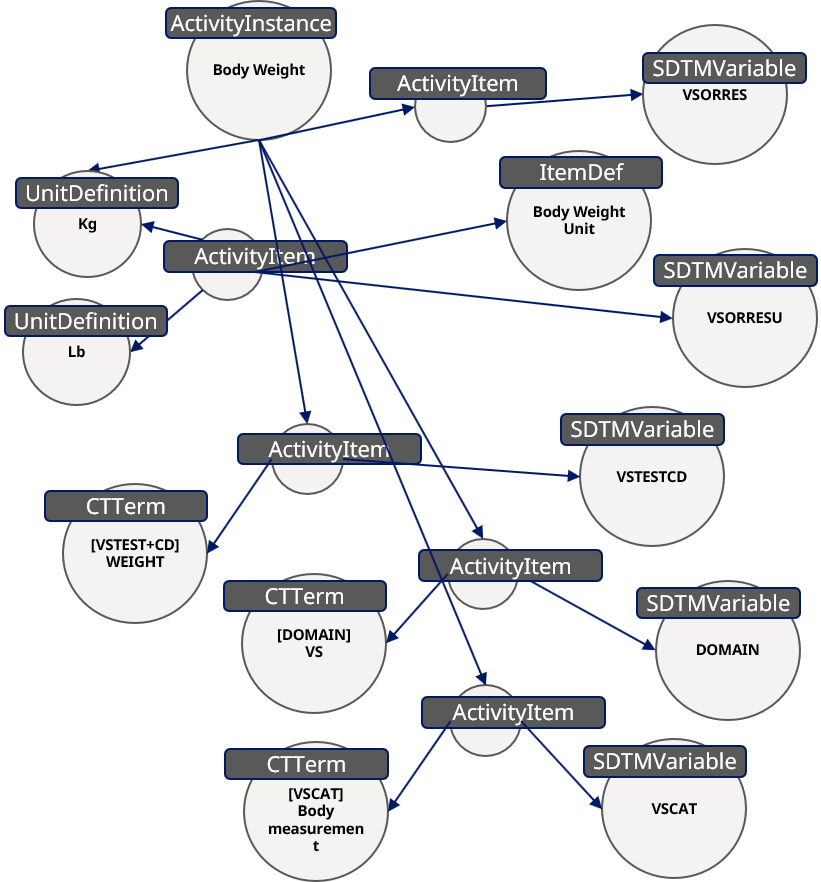 ActivityInstance
Body Weight
ActivityItem
SDTMVariable
VSORRES
UnitDefinition
Kg
ItemDef
Body Weight
Unit
ActivityItem
SDTMVariable
VSORRESU
UnitDefinition
Lb
ActivityItem
SDTMVariable
VSTESTCD
CTTerm
[VSTEST+CD]
WEIGHT
ActivityItem
CTTerm
[DOMAIN]
VS
SDTMVariable
DOMAIN
ActivityItem
CTTerm
[VSCAT]
Body
measuremen
t
SDTMVariable
VSCAT